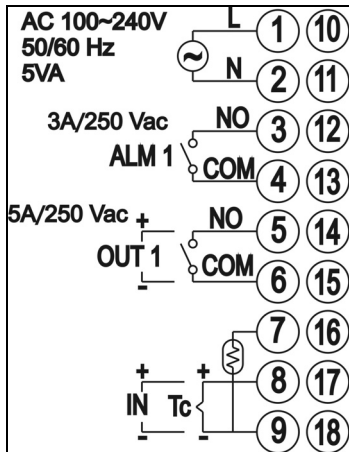 AC 100~240V L 1 10
50/60 Hz
5VA N 2 11
3A/250 Vac NO 3 12
ALM 1 COM 4 13
5A/250 Vac + NO 5 14
OUT 1 COM
- 6 15
7 16
+ + 8 17
IN Tc
- - 9 18